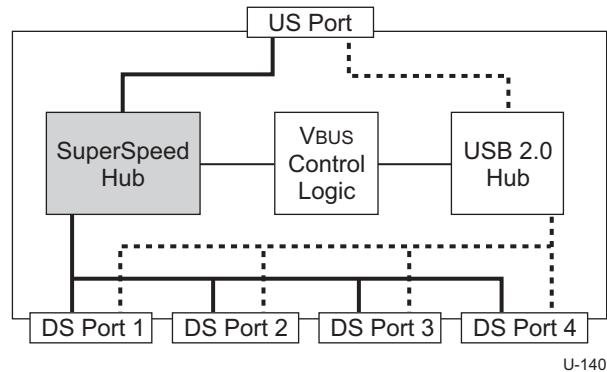 US Port
SuperSpeed
Hub
VBUS
Control
Logic
USB 2.0
Hub
DS Port 1
DS Port 2
DS Port 3
DS Port 4
U-140